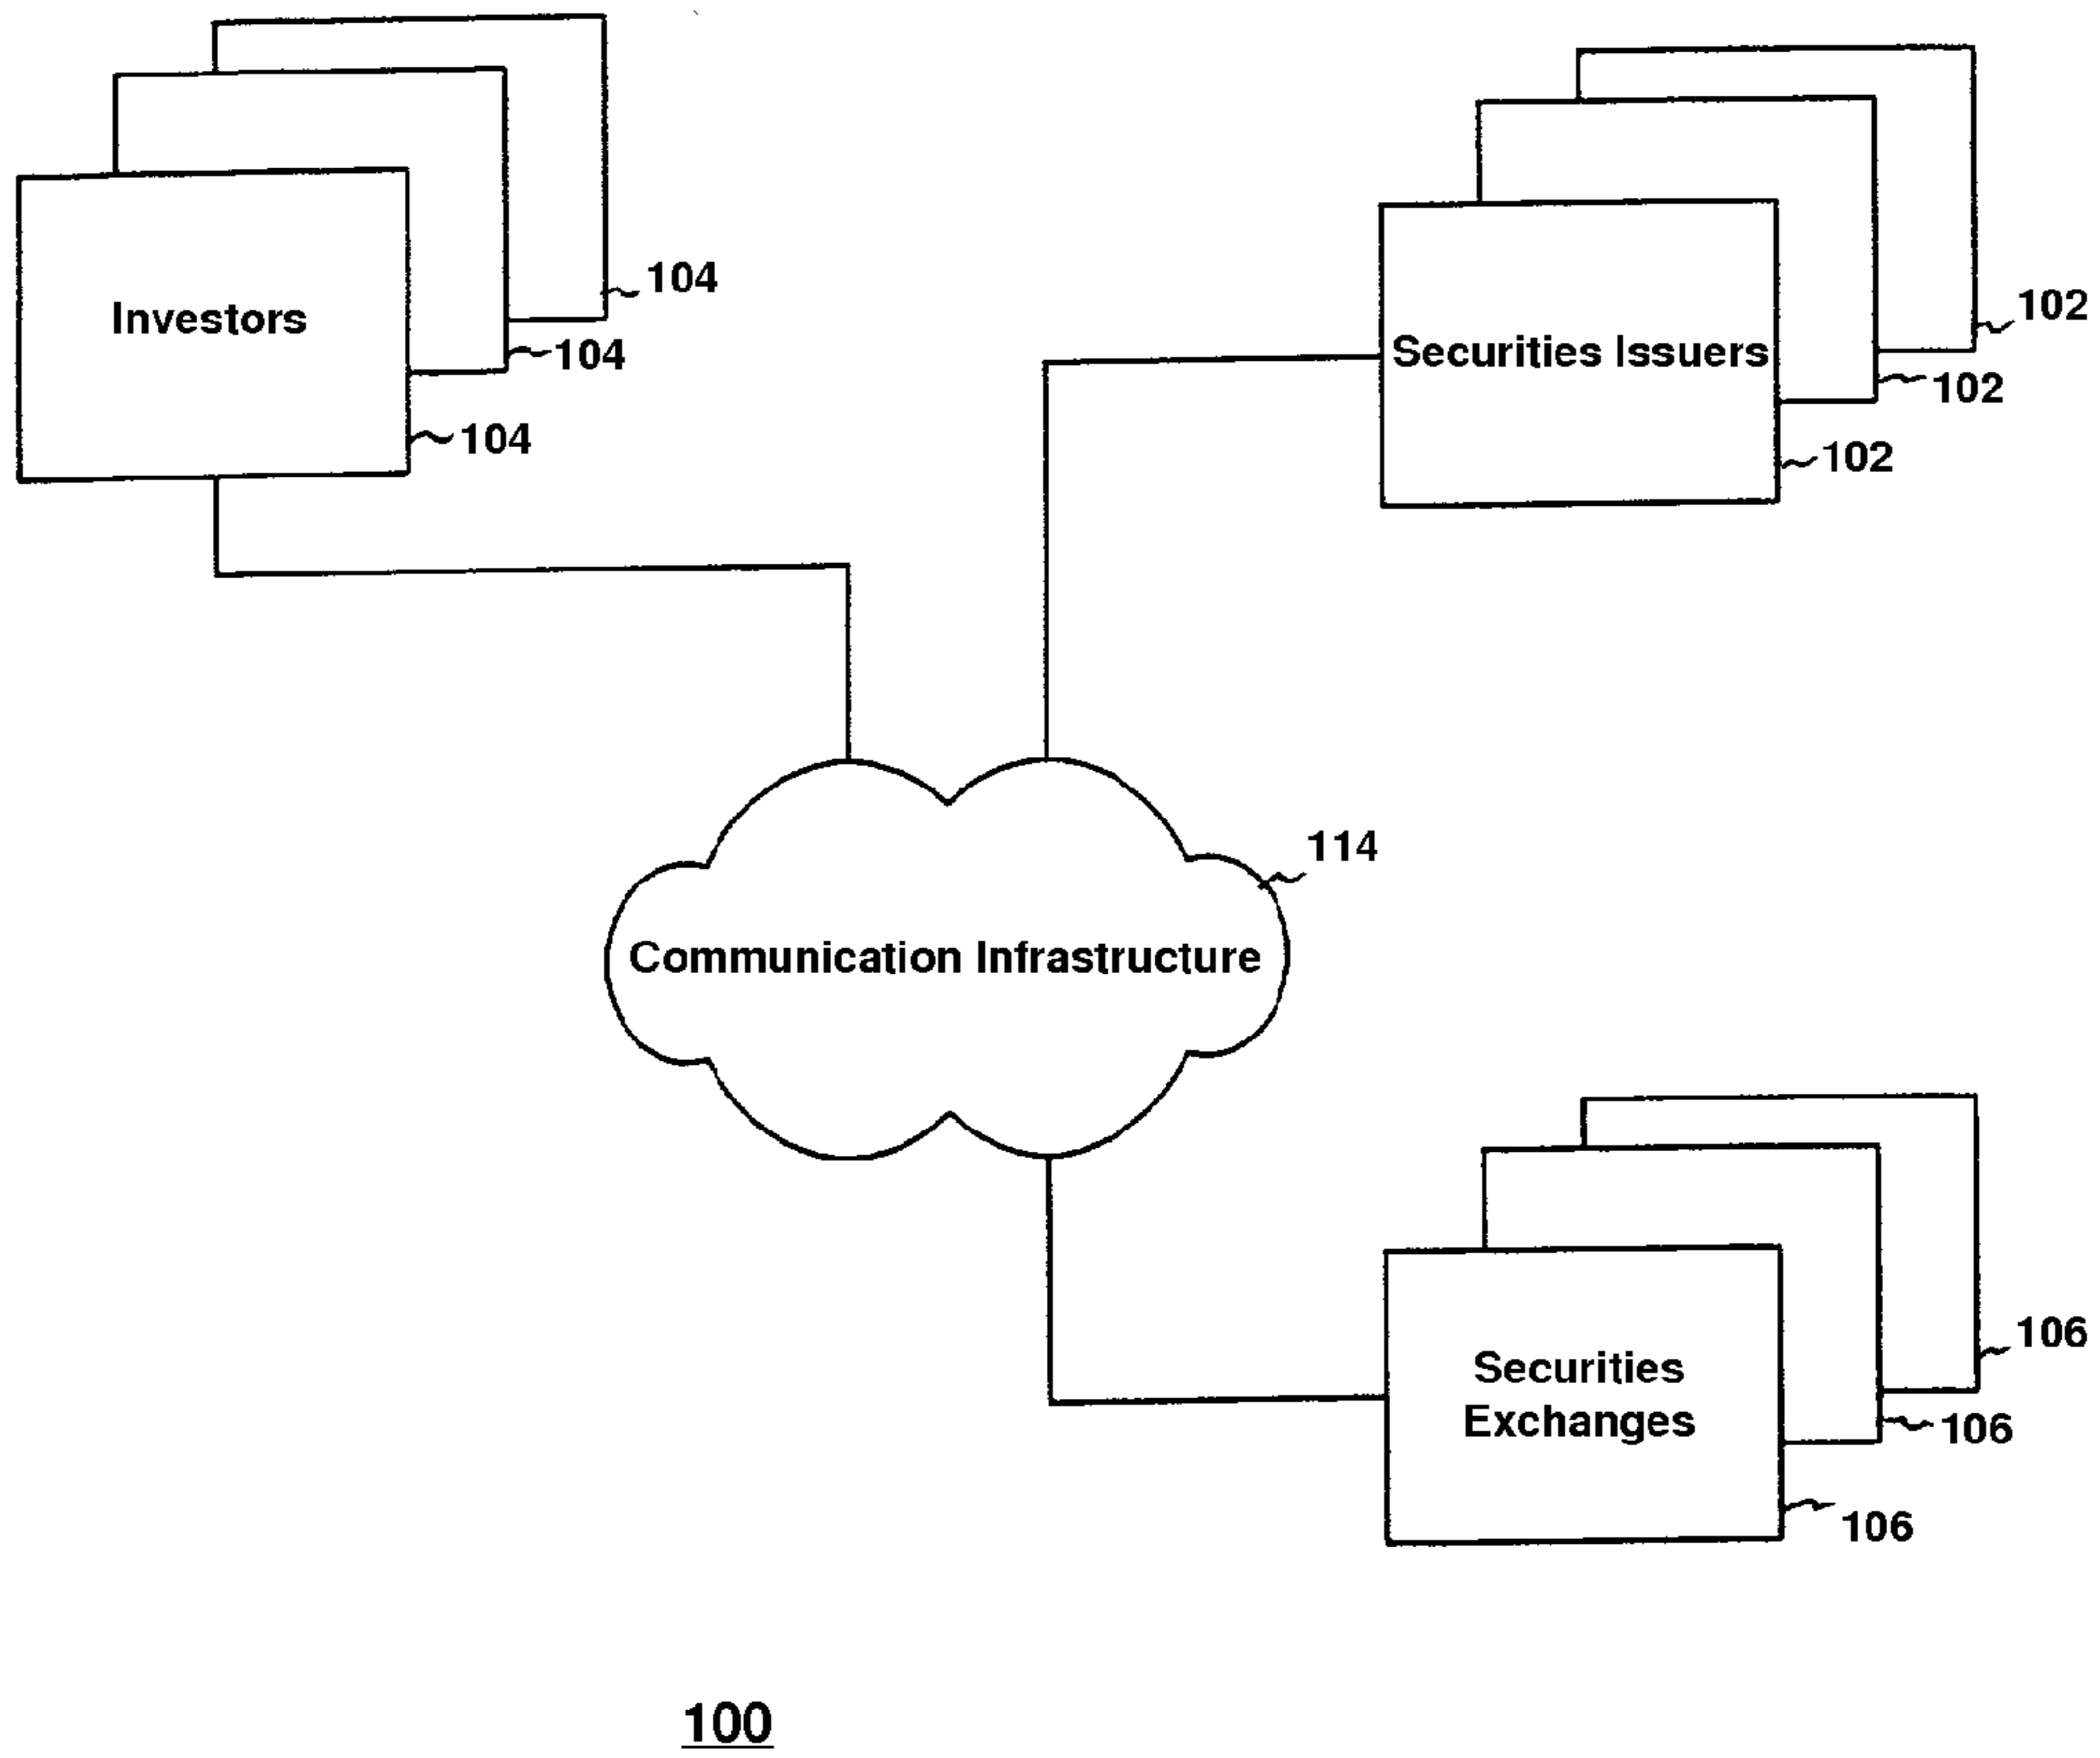 104
Investors
104
104
102
Securities Issuers
102
102
114
Communication Infrastructure
106
Securities
Exchanges
106
106
100